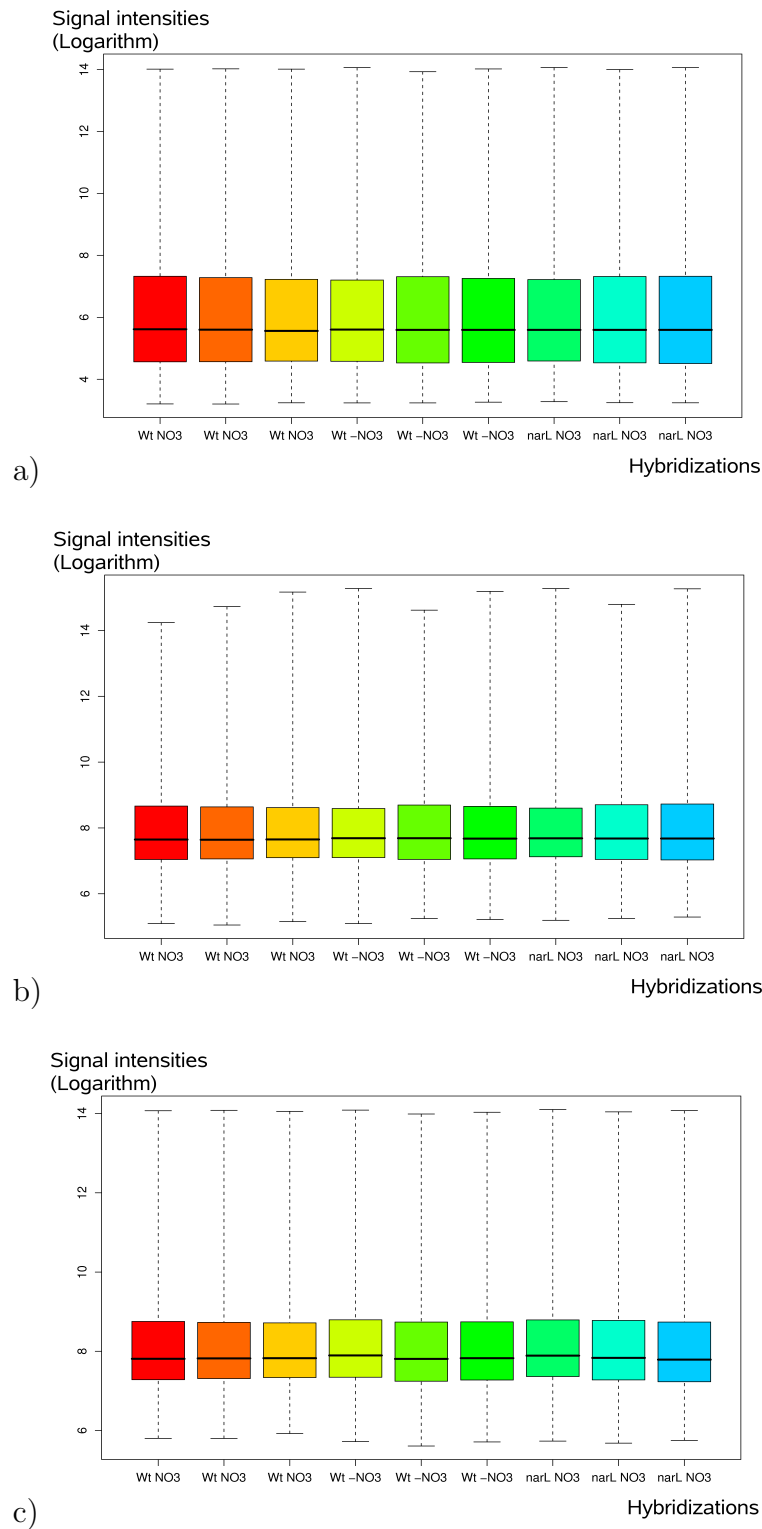 Signal intensities
(Logarithm)
14
12
10
8
6
4
Wt NO3 Wt NO3 Wt NO3 Wt −NO3 Wt −NO3 Wt −NO3 narL NO3 narL NO3 narL NO3
Hybridizations
a)
Signal intensities
(Logarithm)
14
12
10
8
6
Wt NO3 Wt NO3 Wt NO3 Wt −NO3 Wt −NO3 Wt −NO3 narL NO3 narL NO3 narL NO3
Hybridizations
b)
Signal intensities
(Logarithm)
14
12
10
8
6
Wt NO3 Wt NO3 Wt NO3 Wt −NO3 Wt −NO3 Wt −NO3 narL NO3 narL NO3 narL NO3
Hybridizations
c)